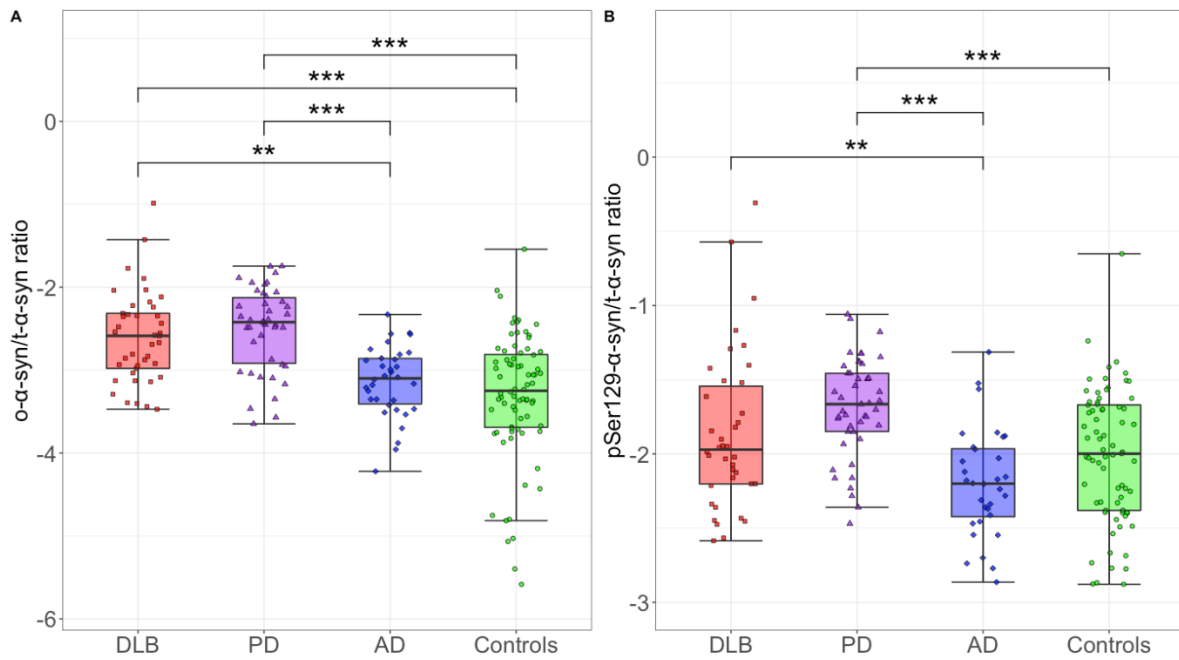 A
o-α-syn/t-α-syn ratio
0
-2
-4
-6
***
***
***
**
DLB PD AD Controls
B
pSer129-α-syn/t-α-syn ratio
0
-1
-2
-3
***
***
**
DLB PD AD Controls